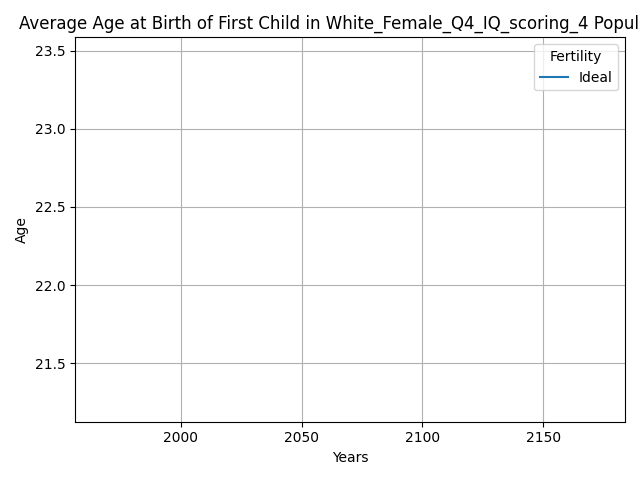 Average Age at Birth of First Child in White_Female_Q4_IQ_scoring_4 Popul
Fertility
Ideal
23.5
23.0
22.5
22.0
21.5
Age
2000 2050 2100 2150
Years